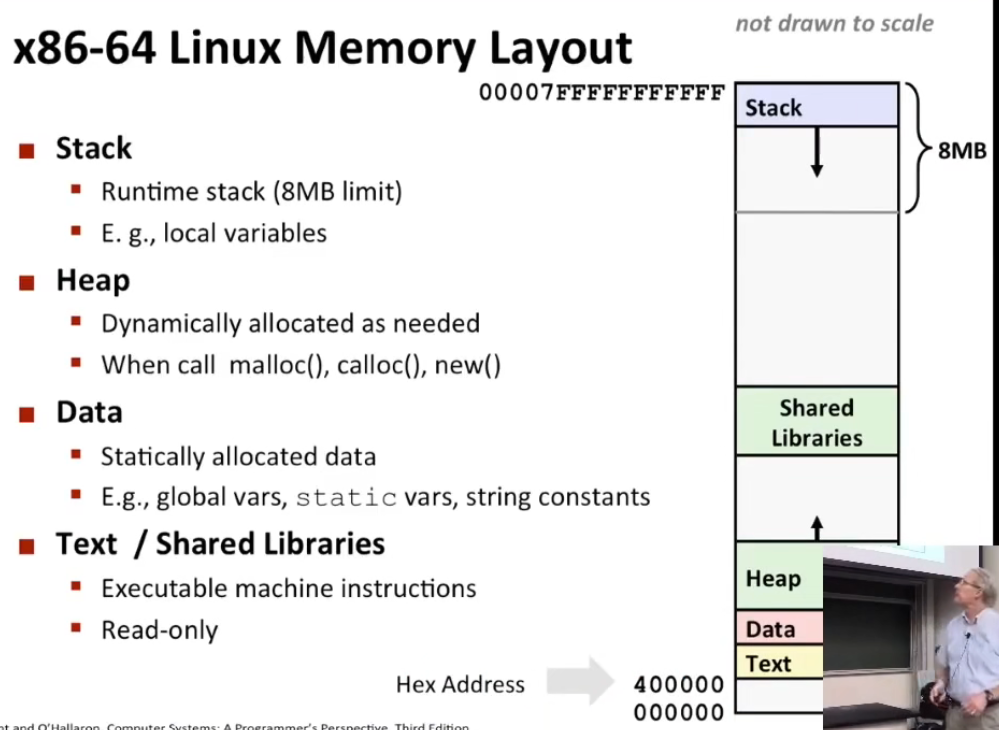 not drawn to scale
x86-64 Linux Memory Layout
00007FFFFFFFFFFF
Stack
8MB
■ Stack
▪ Runtime stack (8MB limit)
▪ E. g., local variables
■ Heap
▪ Dynamically allocated as needed
▪ When call malloc(), calloc(), new()
■ Data
▪ Statically allocated data
▪ E.g., global vars, static vars, string constants
■ Text / Shared Libraries
▪ Executable machine instructions
▪ Read-only
Shared
Libraries
Heap
Data
Text
Hex Address
400000
000000
and O'Hallaron, Computer Systems: A Programmer's Perspective, Third Edition